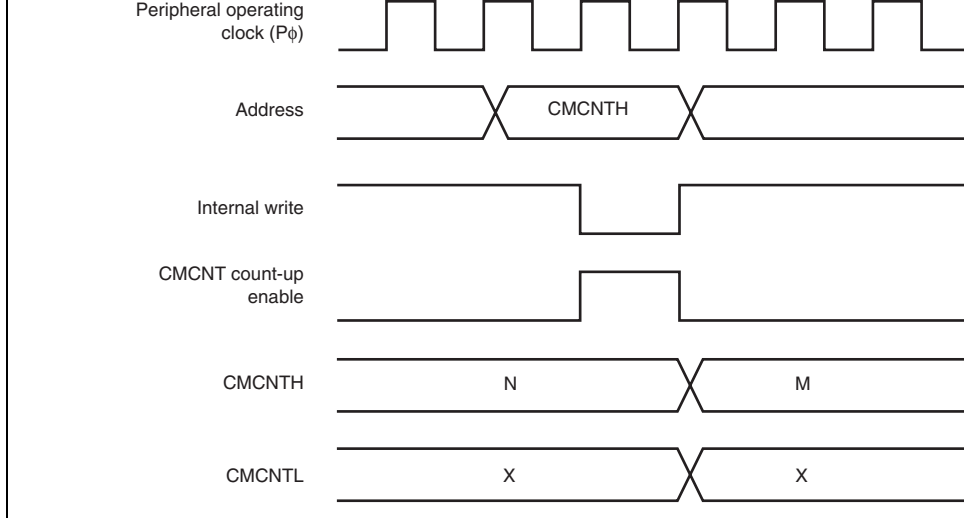 Peripheral operating
clock (Pϕ)
Address
CMCNTH
Internal write
CMCNT count-up
enable
CMCNTH
N
M
CMCNTL
X
X